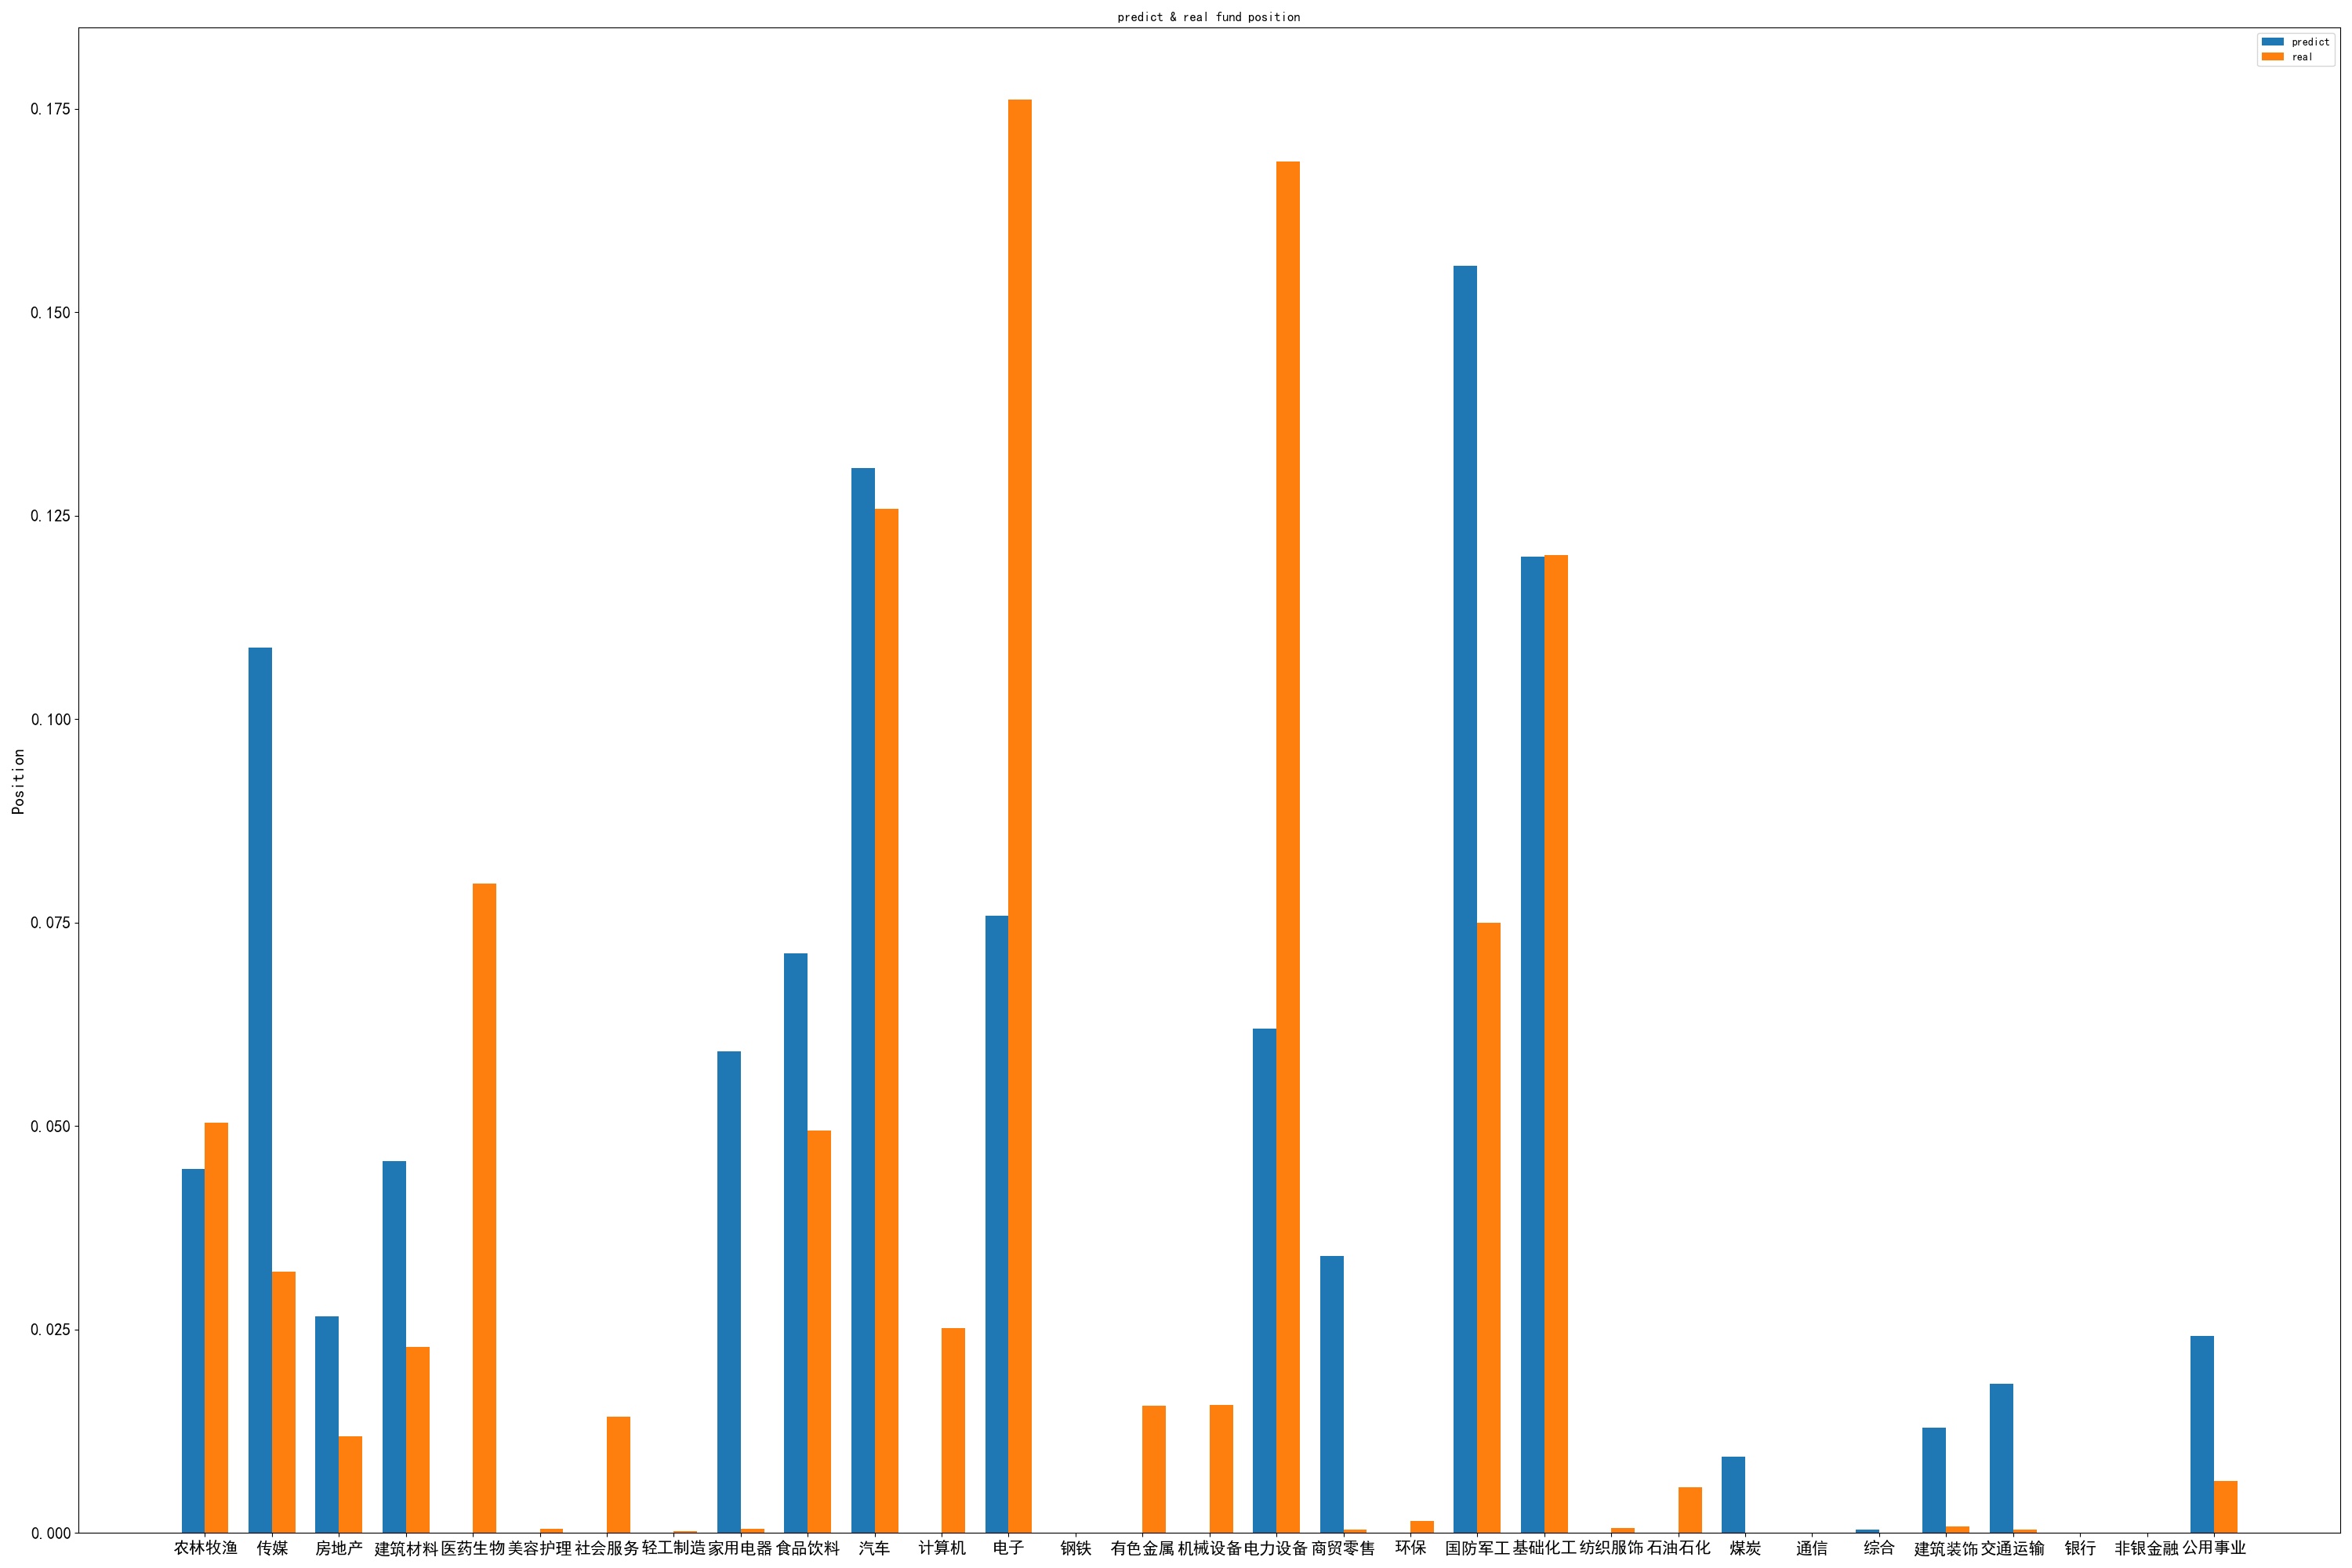 predict & real fund position
predict
real
0.175
0.150
0.125
0.100
0.075
0.050
0.025
0.000
Position
农林牧渔 传媒 房地产 建筑材料 医药生物 美容护理 社会服务 轻工制造 家用电器 食品饮料 汽车 计算机 电子 钢铁 有色金属 机械设备 电力设备 商贸零售 环保 国防军工 基础化工 纺织服饰 石油石化 煤炭 通信 综合 建筑装饰 交通运输 银行 非银金融 公用事业